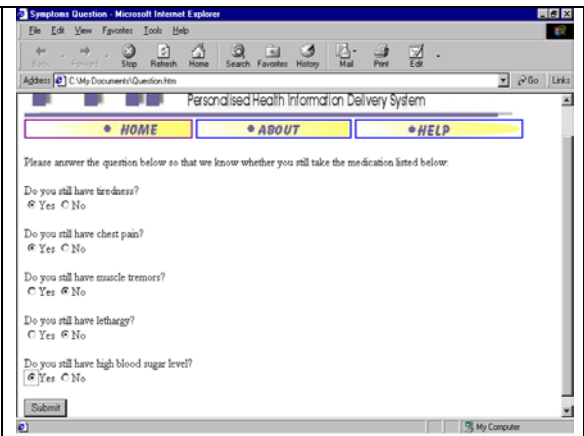 Symptoms Question - Microsoft Internet Explorer
File Edit View Favorites Tools Help
Back Forward Stop Refresh Home Search Favorites History Mail Print Edit
Address C:\My Documents\Question.htm Go Links
Personalised Health Information Delivery System
• HOME • ABOUT • HELP
Please answer the question below so that we know whether you still take the medication listed below:
Do you still have tiredness?
Yes No
Do you still have chest pain?
Yes No
Do you still have muscle tremors?
Yes No
Do you still have lethargy?
Yes No
Do you still have high blood sugar level?
Yes No
Submit
My Computer